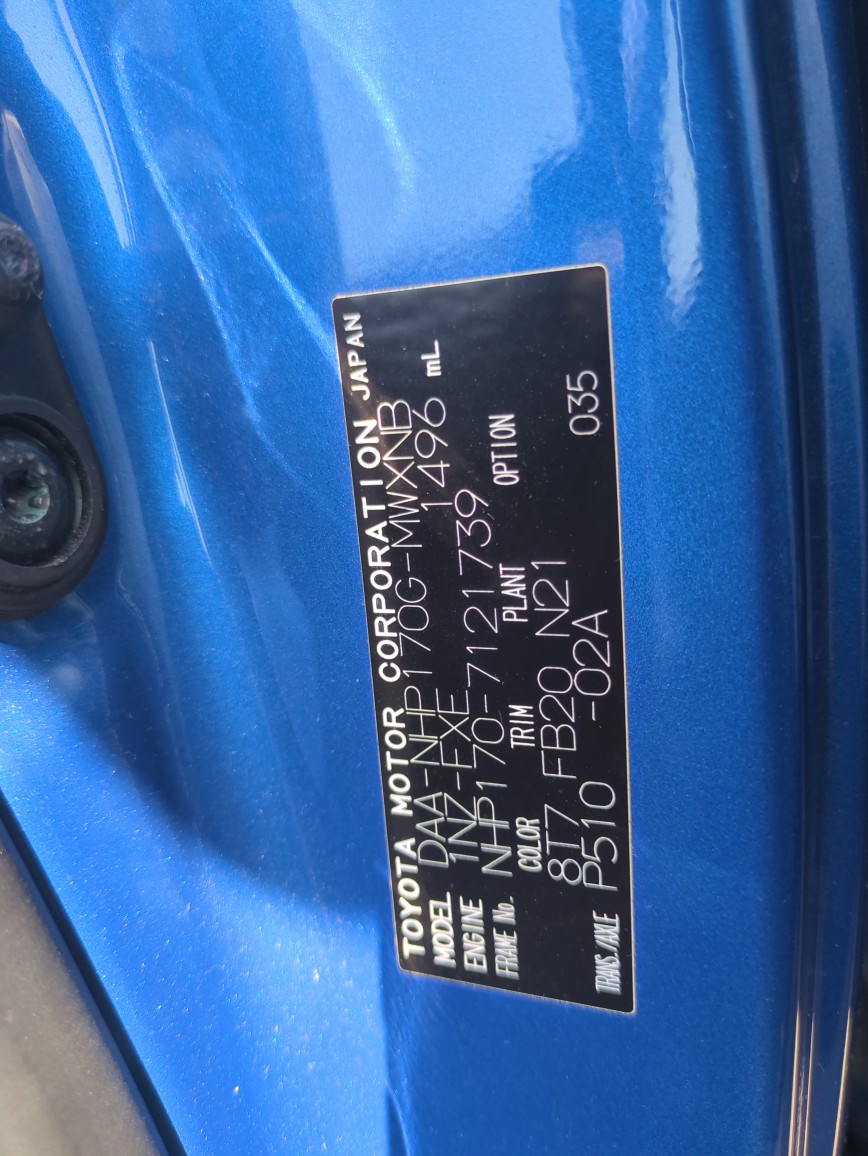 TOYOTA MOTOR CORPORATION JAPAN
MODEL DAA-NHP170G-MWXNB
ENGINE 1NZ-FXE 1496 mL
FRAME No. NHP170-7121739
COLOR TRIM PLANT OPTION
8T7 FB20 N21 035
TRANS./AXLE P510 -02A